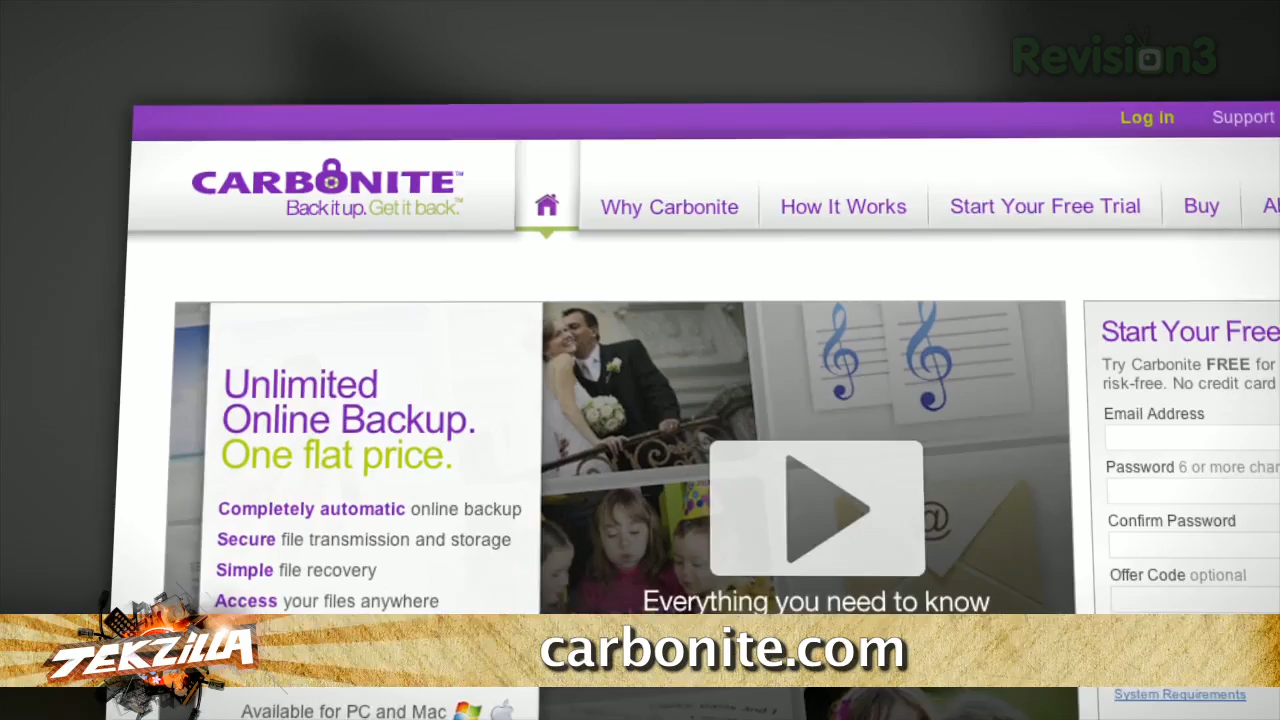 Revision3
Log in Support
CARBONITE™
Back it up. Get it back.™
Why Carbonite How It Works Start Your Free Trial Buy
Unlimited
Online Backup.
One flat price.
Completely automatic online backup
Secure file transmission and storage
Simple file recovery
Access your files anywhere
Everything you need to know
@
Start Your Free
Try Carbonite FREE for
risk-free. No credit card
Email Address
Password 6 or more char
Confirm Password
Offer Code optional
TEKZILLA
carbonite.com
System Requirements
Available for PC and Mac